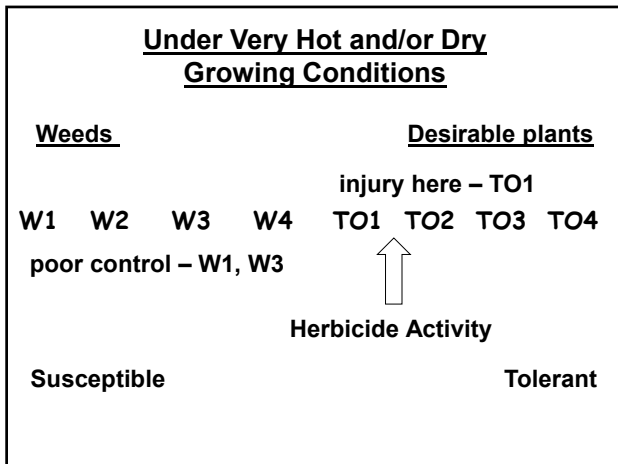 Under Very Hot and/or Dry
Growing Conditions
Weeds Desirable plants
injury here – TO1
W1 W2 W3 W4 TO1 TO2 TO3 TO4
poor control – W1, W3
Herbicide Activity
Susceptible Tolerant